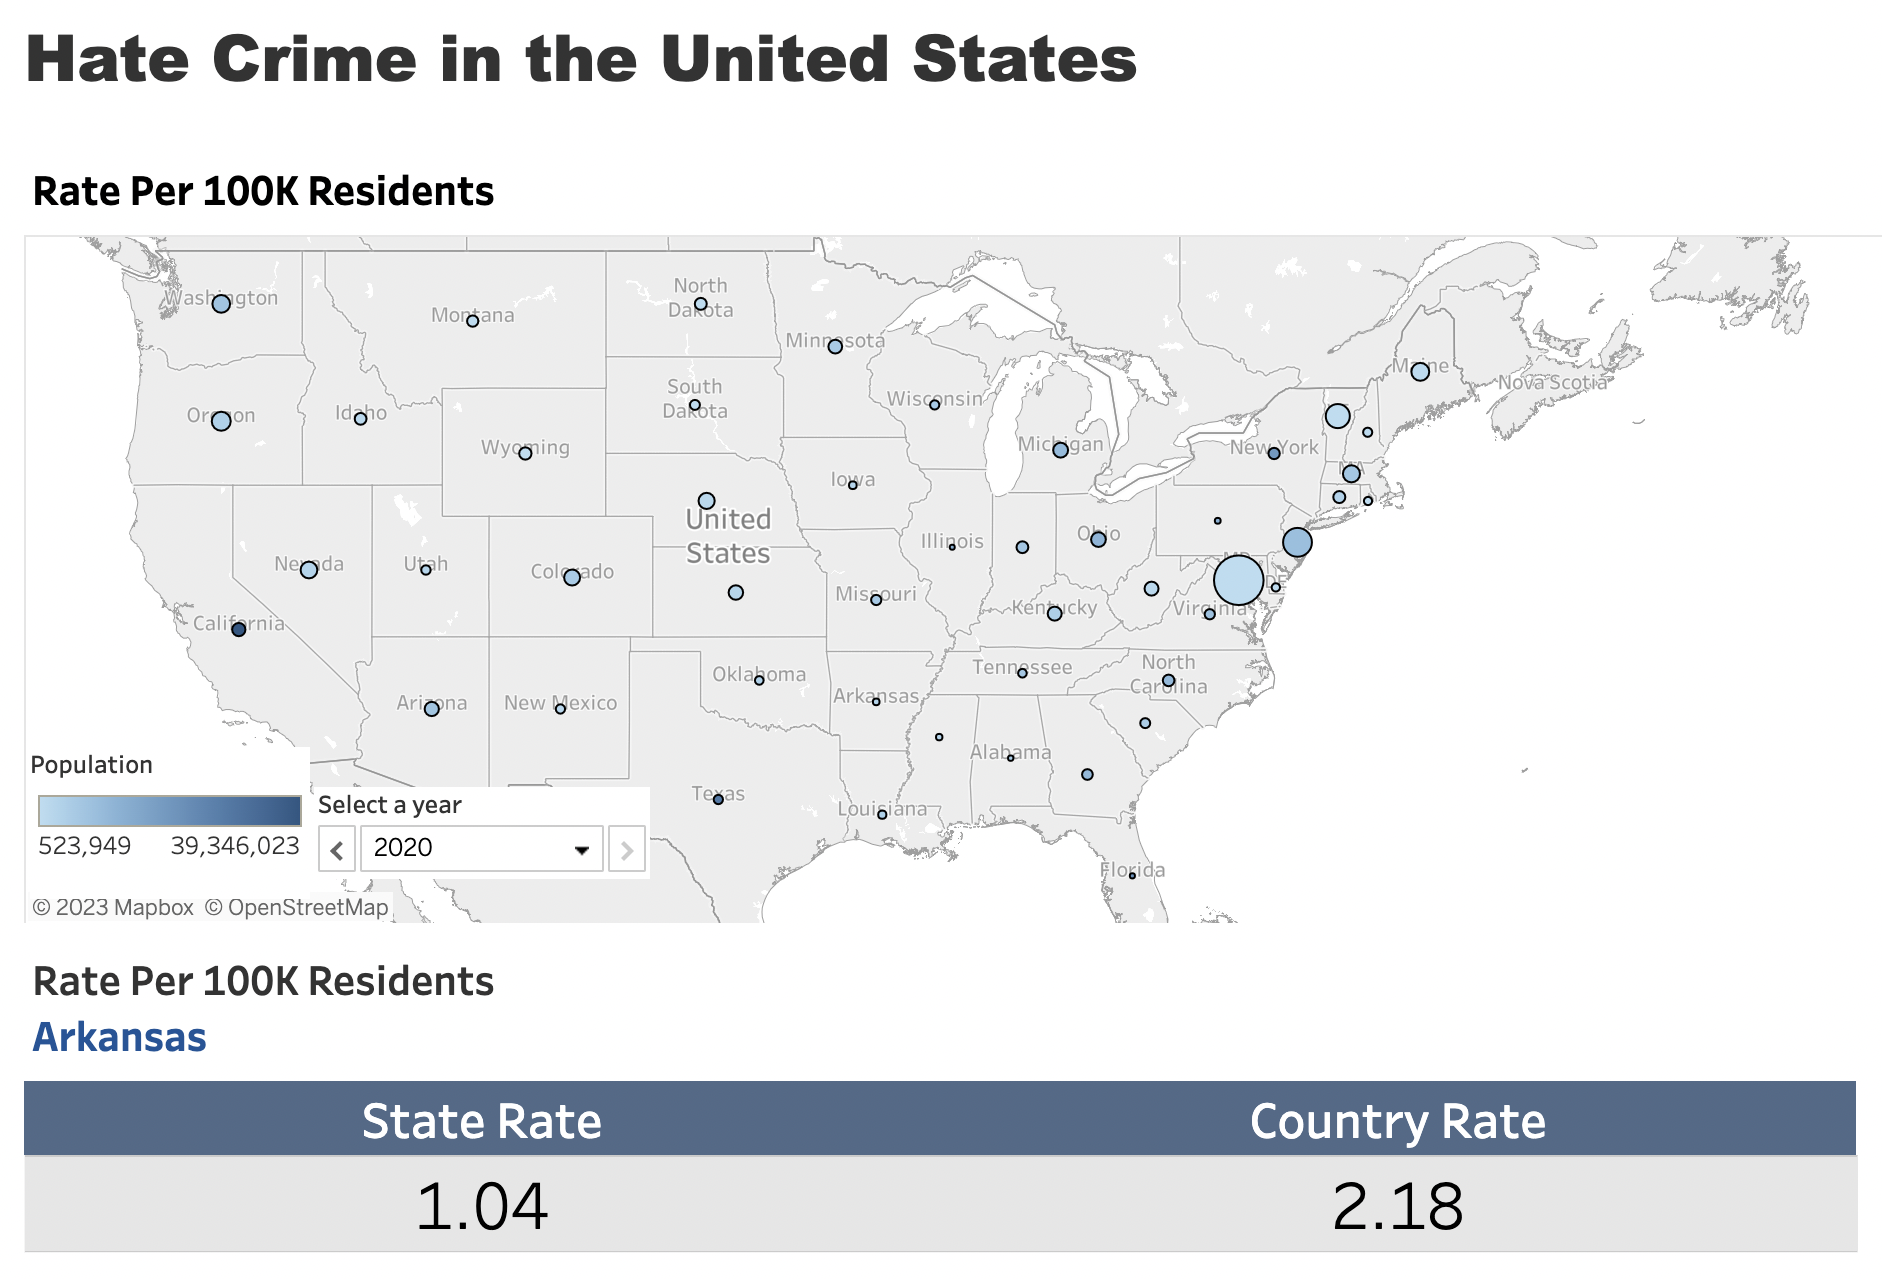 Hate Crime in the United States
Rate Per 100K Residents
Washington
Montana
North
Dakota
Minnesota
Maine
Nova Scotia
Oregon
Idaho
South
Dakota
Wisconsin
Michigan
New York
Wyoming
MA
Iowa
United
States
Illinois
Ohio
Nevada
Utah
Colorado
MD
DE
Missouri
Kentucky
Virginia
California
Oklahoma
Tennessee
North
Carolina
Arizona
New Mexico
Arkansas
Alabama
Texas
Louisiana
Florida
Population
523,949 39,346,023
Select a year
2020
© 2023 Mapbox © OpenStreetMap
Rate Per 100K Residents
Arkansas
State Rate Country Rate
1.04 2.18